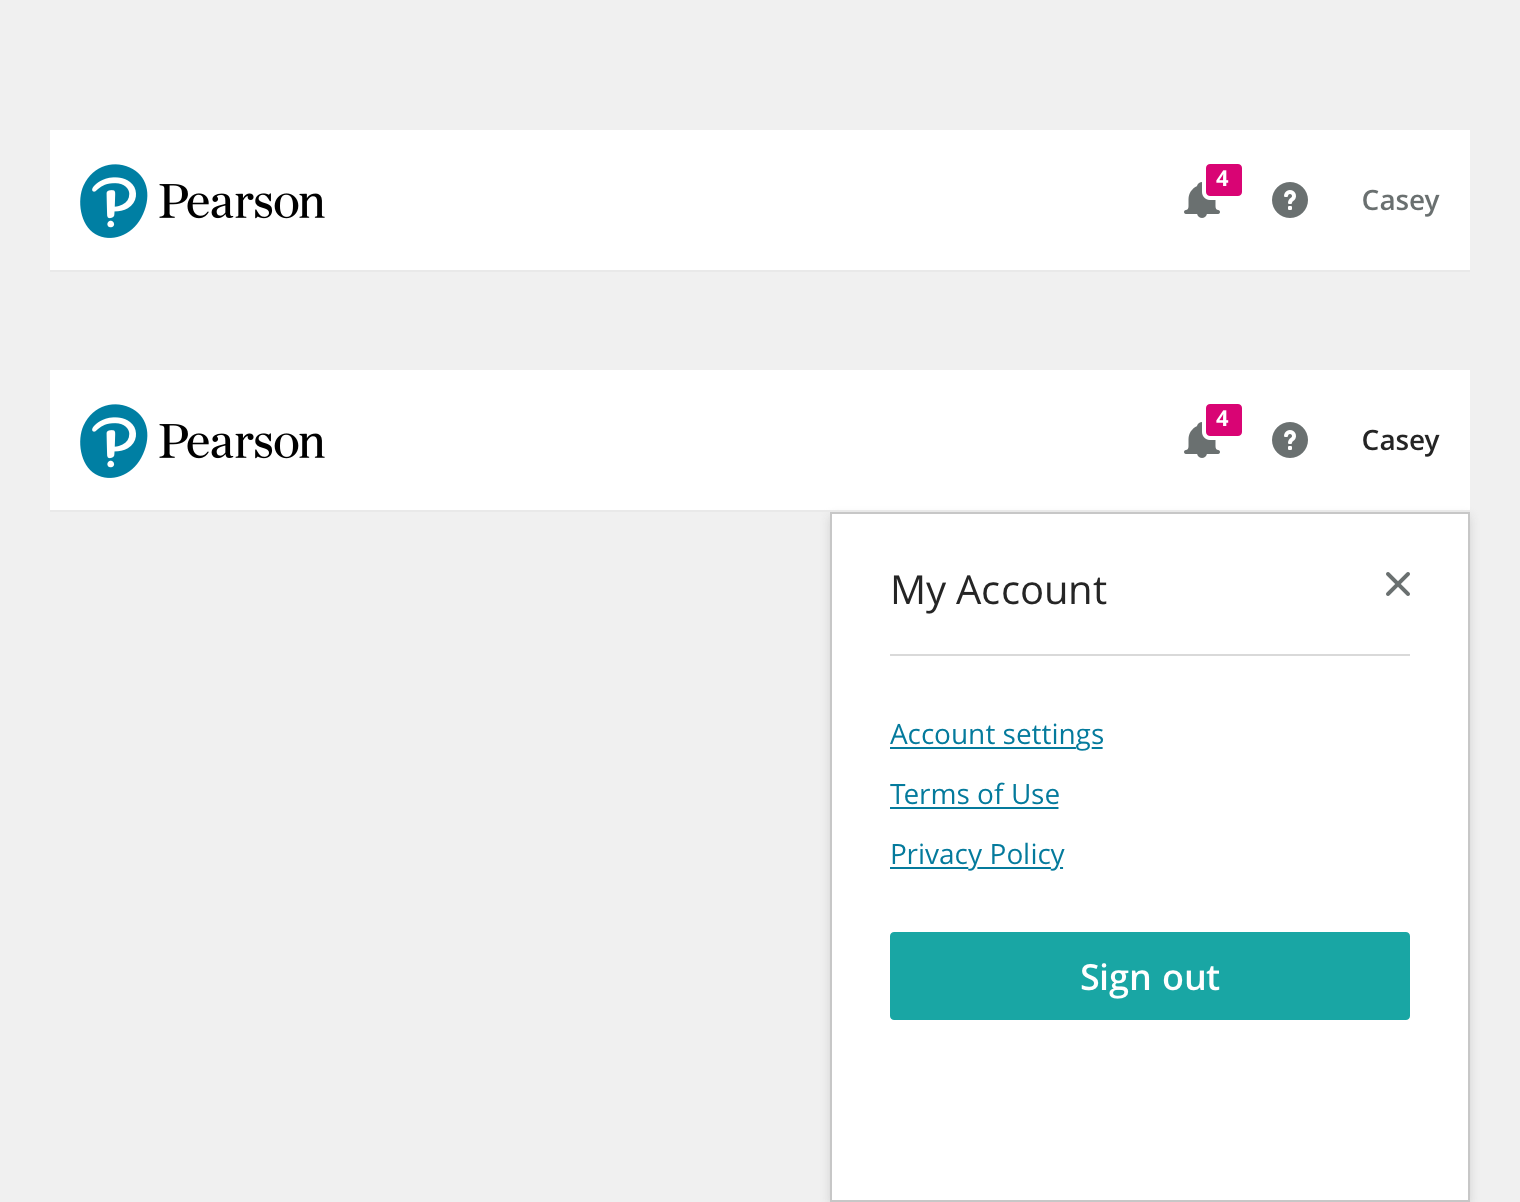 Pearson 4 ? Casey
Pearson 4 ? Casey
My Account
Account settings
Terms of Use
Privacy Policy
Sign out